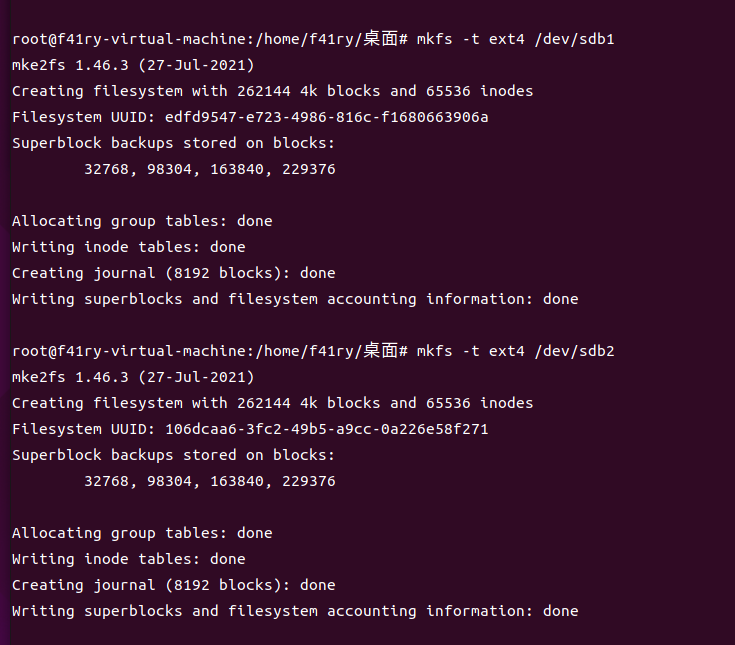 root@f41ry-virtual-machine:/home/f41ry/桌面# mkfs -t ext4 /dev/sdb1
mke2fs 1.46.3 (27-Jul-2021)
Creating filesystem with 262144 4k blocks and 65536 inodes
Filesystem UUID: edfd9547-e723-4986-816c-f1680663906a
Superblock backups stored on blocks:
        32768, 98304, 163840, 229376
Allocating group tables: done
Writing inode tables: done
Creating journal (8192 blocks): done
Writing superblocks and filesystem accounting information: done
root@f41ry-virtual-machine:/home/f41ry/桌面# mkfs -t ext4 /dev/sdb2
mke2fs 1.46.3 (27-Jul-2021)
Creating filesystem with 262144 4k blocks and 65536 inodes
Filesystem UUID: 106dcaa6-3fc2-49b5-a9cc-0a226e58f271
Superblock backups stored on blocks:
        32768, 98304, 163840, 229376
Allocating group tables: done
Writing inode tables: done
Creating journal (8192 blocks): done
Writing superblocks and filesystem accounting information: done